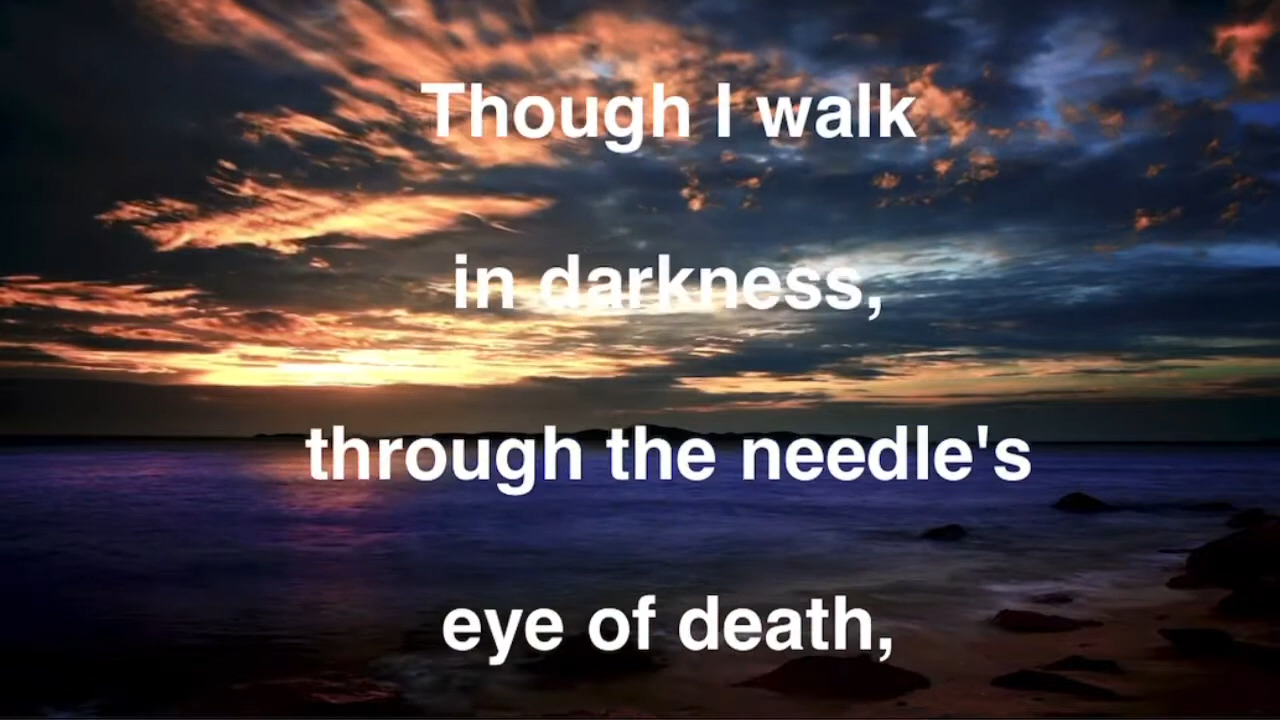 Though I walk
in darkness,
through the needle's
eye of death,